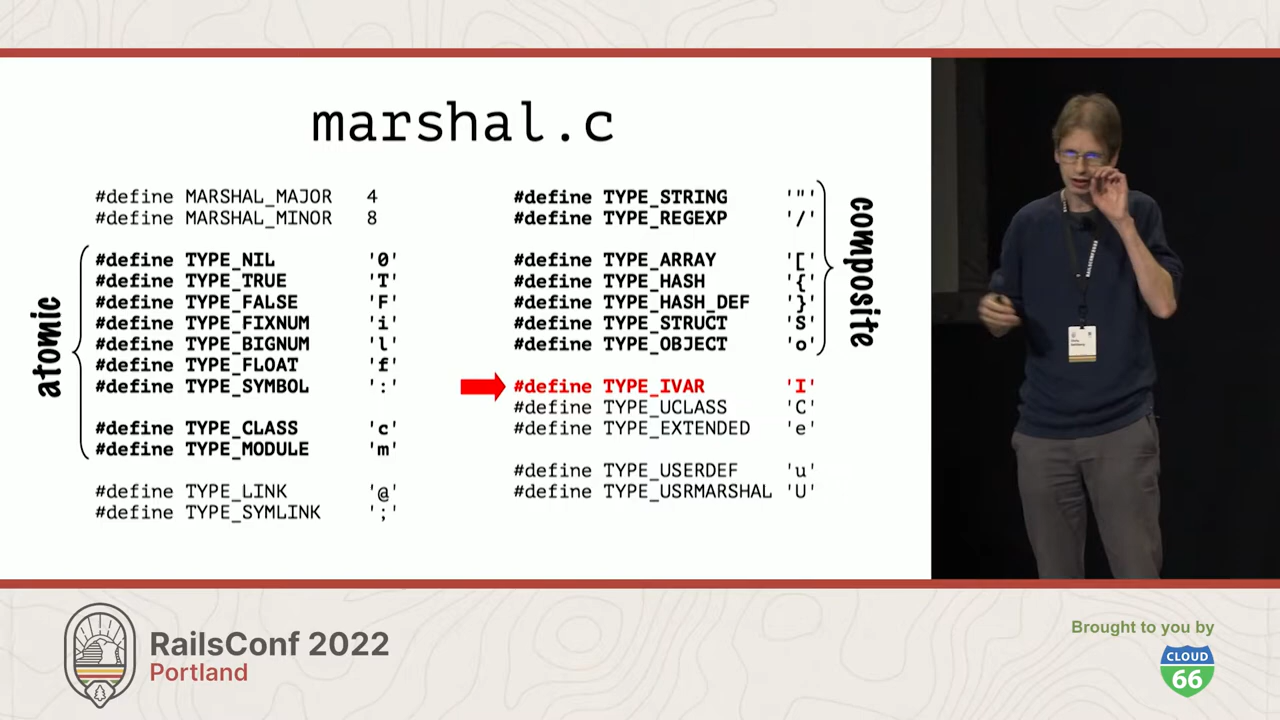 marshal.c
#define MARSHAL_MAJOR 4
#define MARSHAL_MINOR 8
atomic
#define TYPE_NIL '0'
#define TYPE_TRUE 'T'
#define TYPE_FALSE 'F'
#define TYPE_FIXNUM 'i'
#define TYPE_BIGNUM 'l'
#define TYPE_FLOAT 'f'
#define TYPE_SYMBOL ':'
#define TYPE_CLASS 'c'
#define TYPE_MODULE 'm'
#define TYPE_LINK '@'
#define TYPE_SYMLINK ';'
#define TYPE_STRING '"'
#define TYPE_REGEXP '/'
#define TYPE_ARRAY '['
#define TYPE_HASH '{'
#define TYPE_HASH_DEF '}'
#define TYPE_STRUCT 'S'
#define TYPE_OBJECT 'o'
composite
#define TYPE_IVAR 'I'
#define TYPE_UCLASS 'C'
#define TYPE_EXTENDED 'e'
#define TYPE_USERDEF 'u'
#define TYPE_USRMARSHAL 'U'
RailsConf 2022
Portland
Brought to you by
CLOUD
66